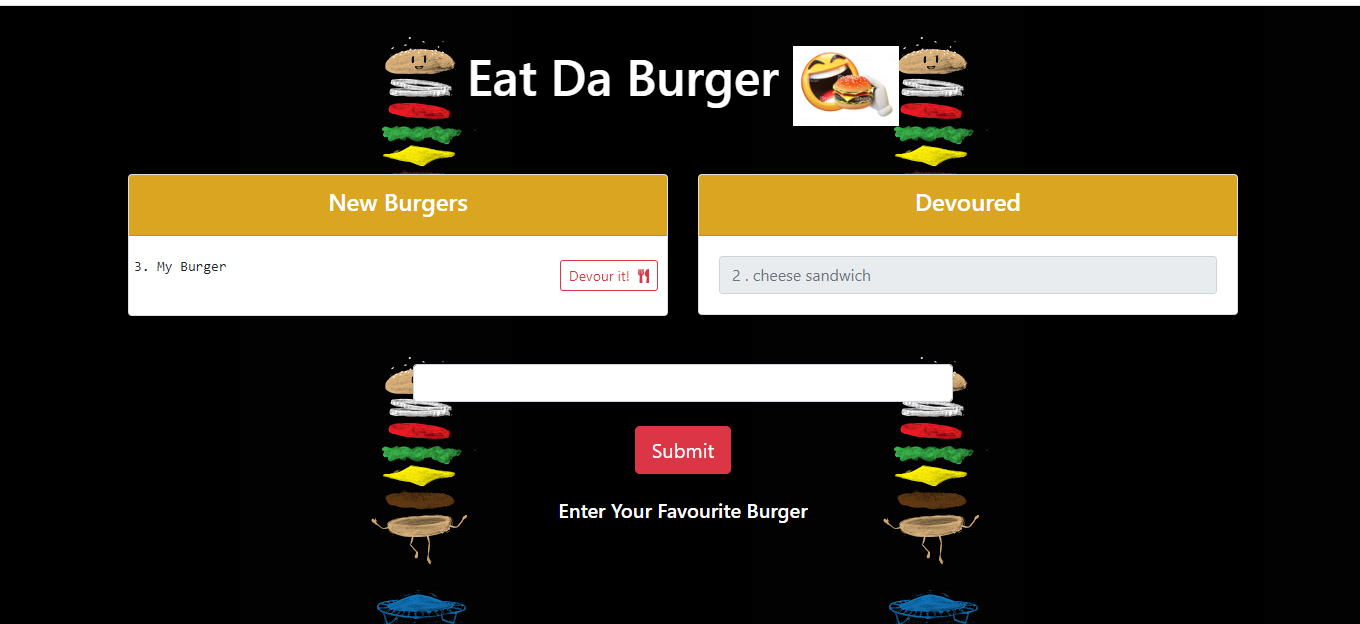 Eat Da Burger
New Burgers
3. My Burger
Devour it!
Devoured
2 . cheese sandwich
Submit
Enter Your Favourite Burger